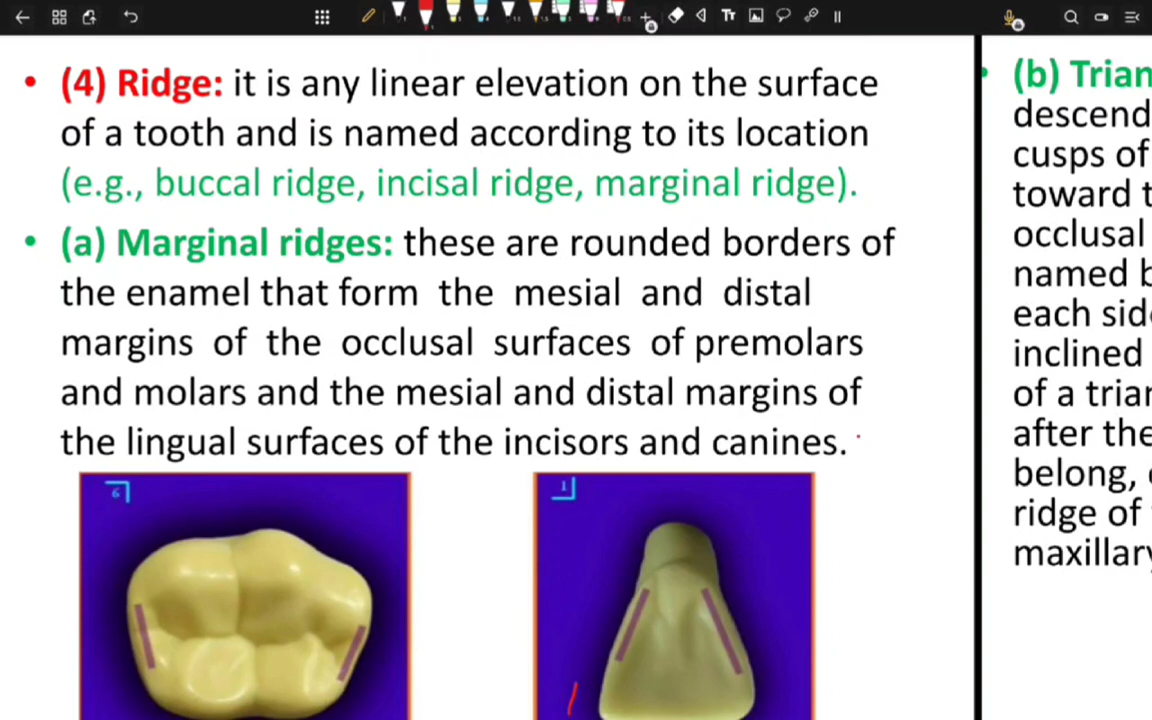 • (4) Ridge: it is any linear elevation on the surface
of a tooth and is named according to its location
(e.g., buccal ridge, incisal ridge, marginal ridge).
• (a) Marginal ridges: these are rounded borders of
the enamel that form the mesial and distal
margins of the occlusal surfaces of premolars
and molars and the mesial and distal margins of
the lingual surfaces of the incisors and canines.
6
1
• (b) Trian
descend
cusps of
toward t
occlusal
named b
each sid
inclined
of a trian
after the
belong,
ridge of
maxillary